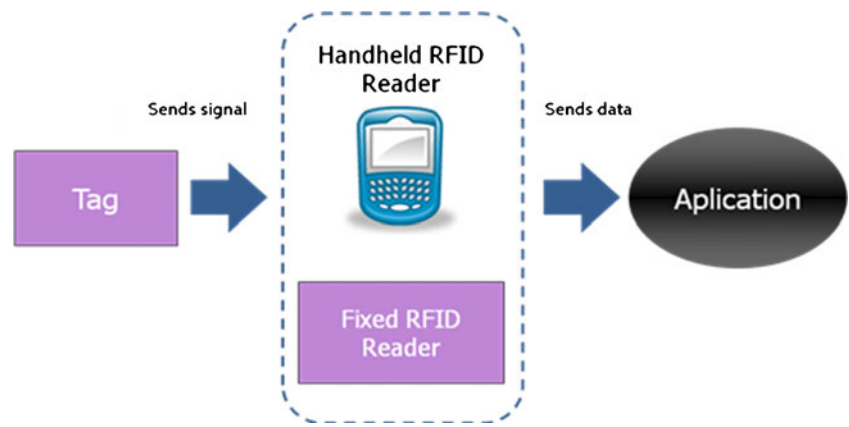 Handheld RFID
Reader
Sends signal
Sends data
Tag
Aplication
Fixed RFID
Reader